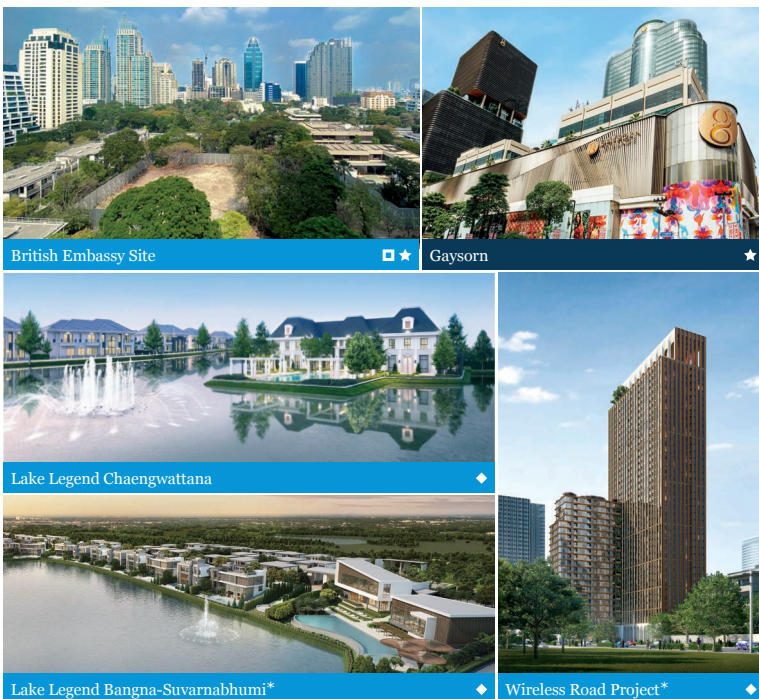 British Embassy Site
Gaysorn
Lake Legend Chaengwattana
Lake Legend Bangna-Suvarnabhumi*
Wireless Road Project*